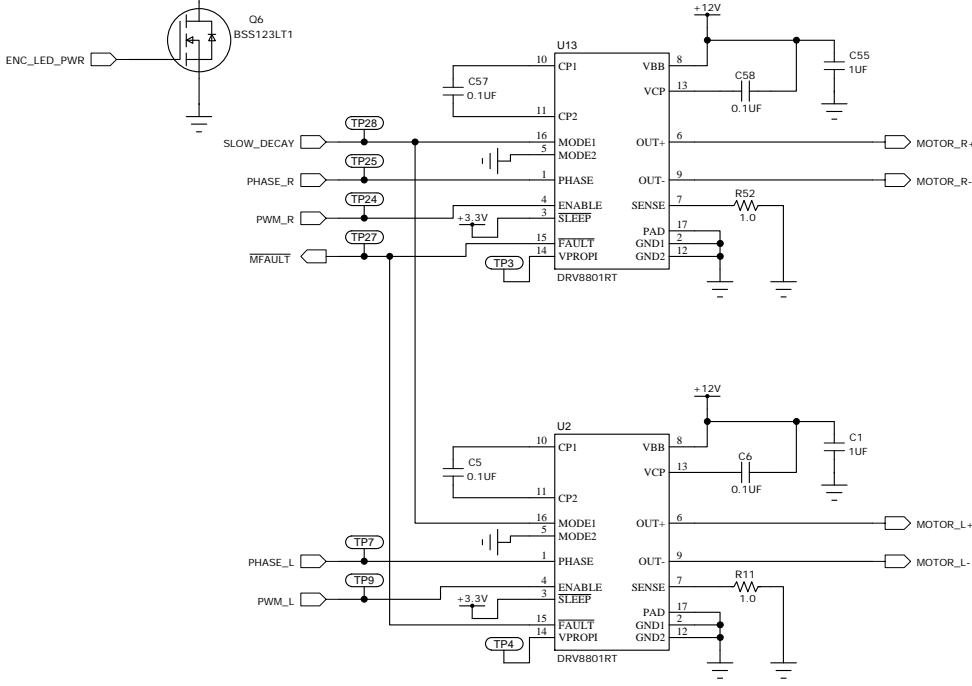 Q6
BSS123LT1
ENC_LED_PWR
+12V
U13
C55
1UF
10 CP1
VBB 8
C57
0.1UF
C58
0.1UF
VCP 13
11 CP2
TP28
SLOW_DECAY
16 MODE1
OUT+ 6
MOTOR_R+
5 MODE2
TP25
PHASE_R
1 PHASE
OUT- 9
MOTOR_R-
TP24
R52
1.0
PWM_R
4 ENABLE
SENSE 7
+3.3V
3 SLEEP
TP27
PAD 17
MFAULT
15 FAULT
GND1 2
TP3
14 VPROPI
GND2 12
DRV8801RT
+12V
U2
C1
1UF
10 CP1
VBB 8
C5
0.1UF
C6
0.1UF
VCP 13
11 CP2
16 MODE1
OUT+ 6
MOTOR_L+
5 MODE2
TP7
PHASE_L
1 PHASE
OUT- 9
MOTOR_L-
TP9
R11
1.0
PWM_L
4 ENABLE
SENSE 7
+3.3V
3 SLEEP
PAD 17
15 FAULT
GND1 2
TP4
14 VPROPI
GND2 12
DRV8801RT